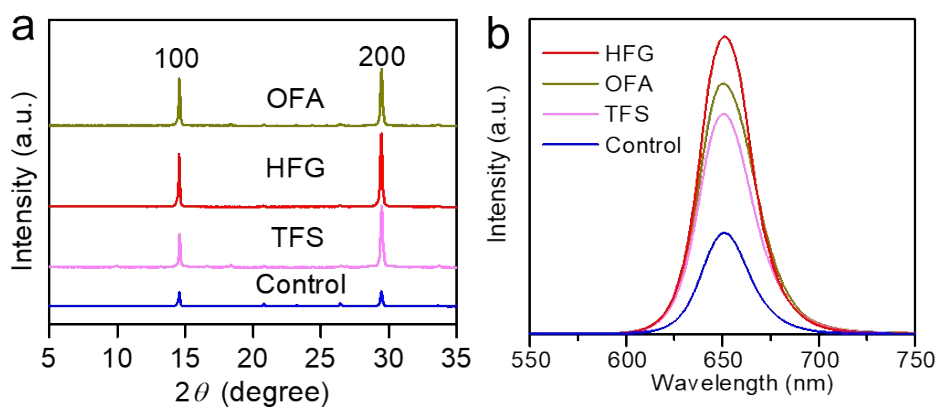 a
100
200
OFA
HFG
TFS
Control
Intensity (a.u.)
5 10 15 20 25 30 35
2θ (degree)
b
HFG
OFA
TFS
Control
Intensity (a.u.)
550 600 650 700 750
Wavelength (nm)